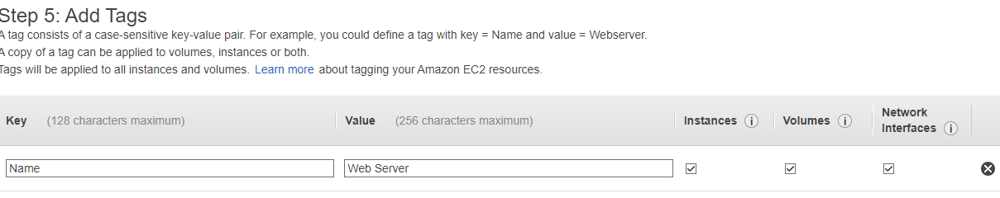 Step 5: Add Tags
A tag consists of a case-sensitive key-value pair. For example, you could define a tag with key = Name and value = Webserver.
A copy of a tag can be applied to volumes, instances or both.
Tags will be applied to all instances and volumes. Learn more about tagging your Amazon EC2 resources.
Key (128 characters maximum) Value (256 characters maximum) Instances Volumes Network Interfaces
Name Web Server